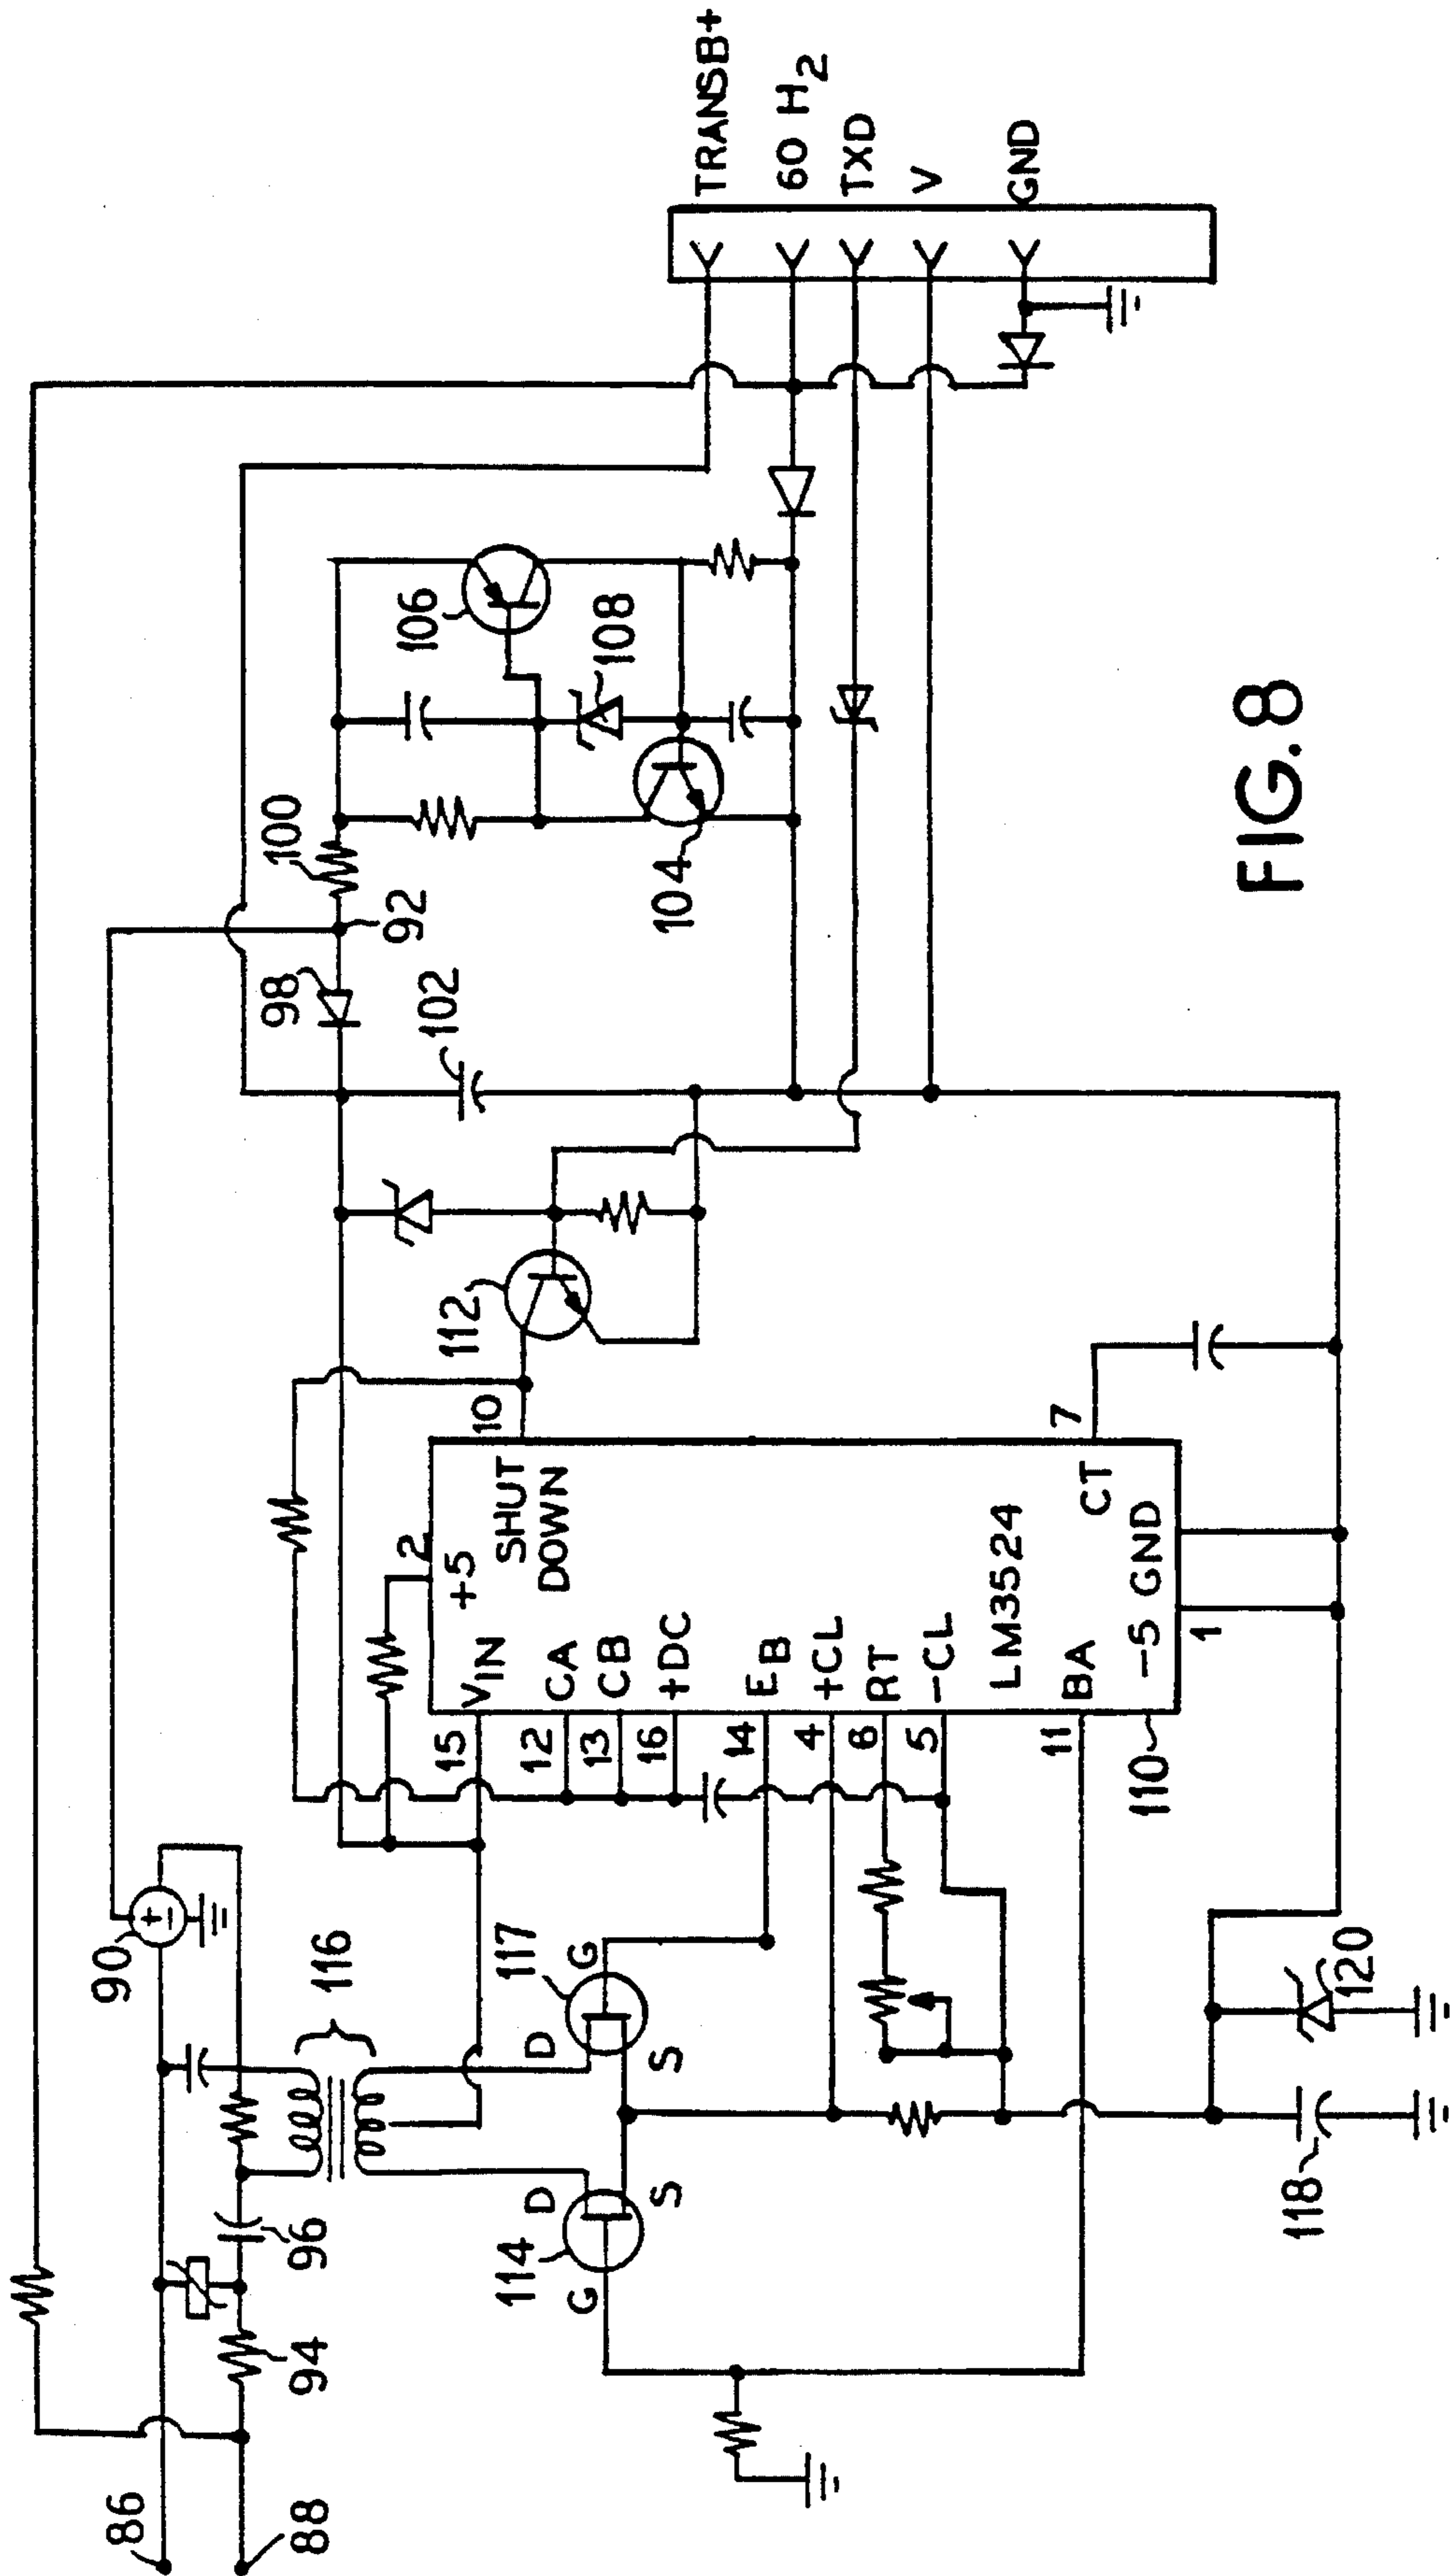 86
88
94
96
90
116
114
G
D
S
117
D
G
S
118
120
110
15
VIN
12
CA
13
CB
16
+DC
14
EB
4
+CL
6
RT
5
-CL
LM3524
11
BA
1
-5
GND
2
+5
10
SHUT
DOWN
7
CT
112
102
98
92
100
104
106
108
TRANSB+
60 H2
TXD
V
GND
FIG.8